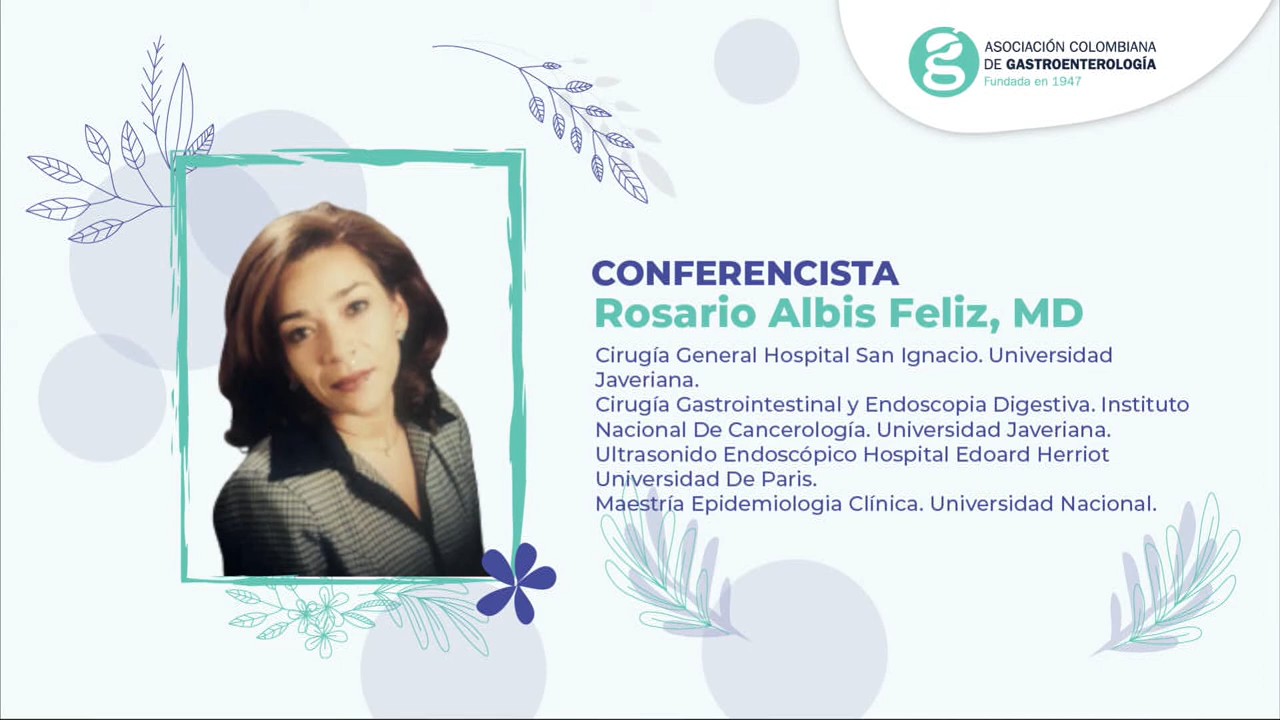 ASOCIACIÓN COLOMBIANA
DE GASTROENTEROLOGÍA
Fundada en 1947
CONFERENCISTA
Rosario Albis Feliz, MD
Cirugía General Hospital San Ignacio. Universidad
Javeriana.
Cirugía Gastrointestinal y Endoscopia Digestiva. Instituto
Nacional De Cancerología. Universidad Javeriana.
Ultrasonido Endoscópico Hospital Edoard Herriot
Universidad De Paris.
Maestría Epidemiologia Clínica. Universidad Nacional.